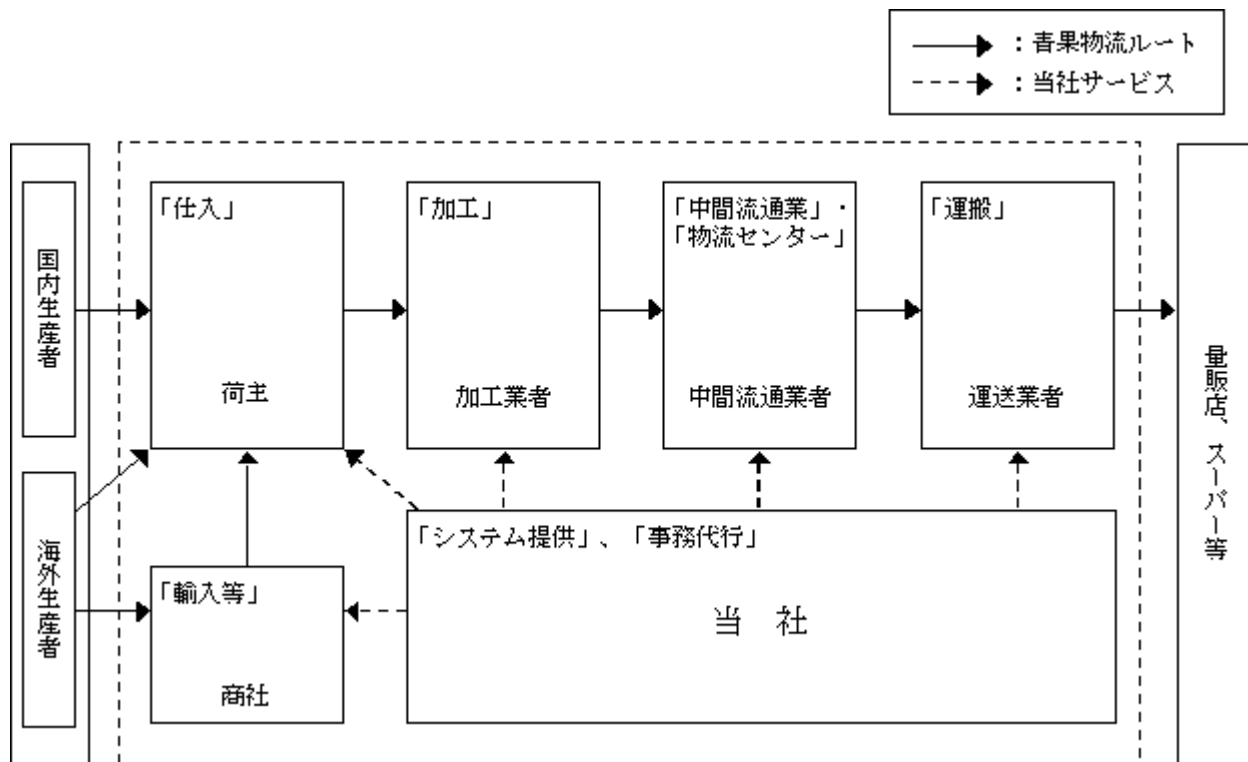 ：青果物流ルート
：当社サービス
国内生産者
海外生産者
「仕入」
荷主
「加工」
加工業者
「中間流通業」・
「物流センター」
中間流通業者
「運搬」
運送業者
「輸入等」
商社
「システム提供」、「事務代行」
当 社
量販店、スーパー等